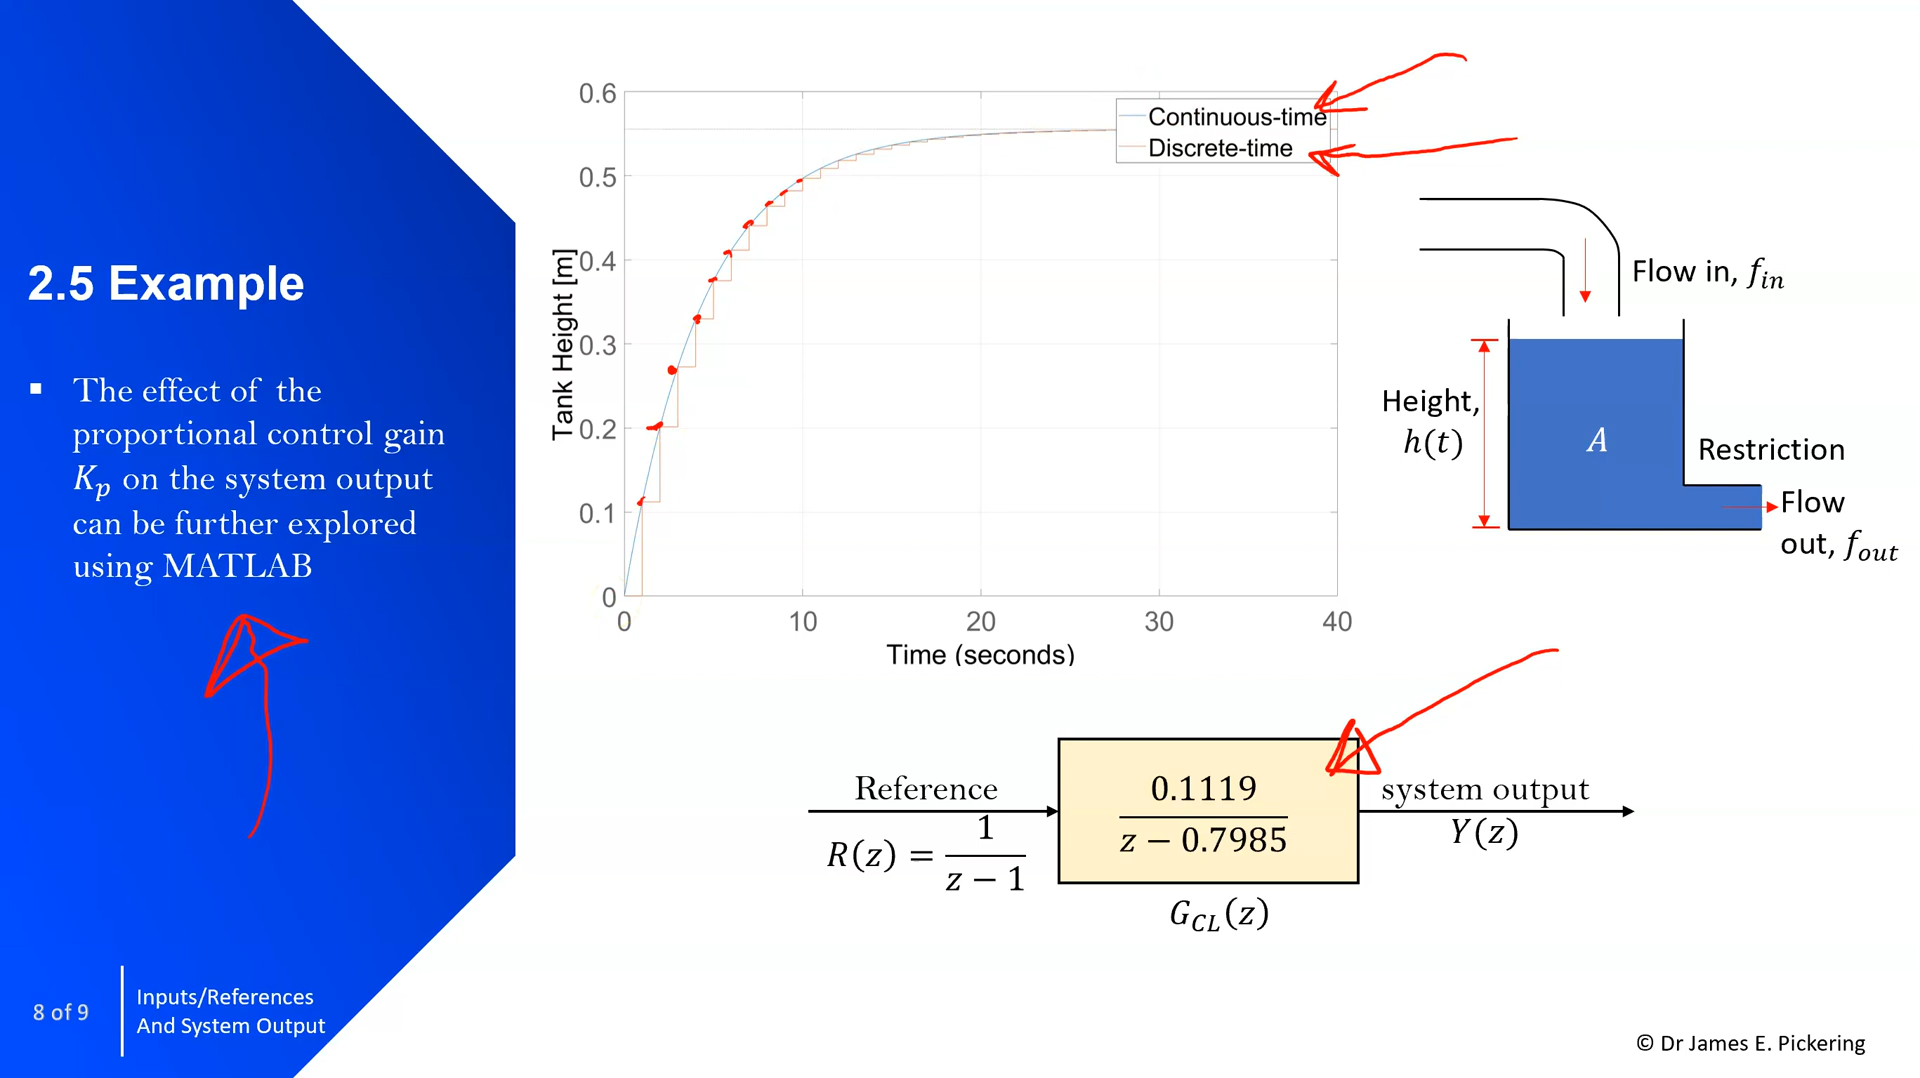 2.5 Example
▪ The effect of the
proportional control gain
Kₚ on the system output
can be further explored
using MATLAB
8 of 9
Inputs/References
And System Output
Tank Height [m]
0.6
0.5
0.4
0.3
0.2
0.1
0
0 10 20 30 40
Time (seconds)
Continuous-time
Discrete-time
Flow in, f_in
Height,
h(t)
A
Restriction
Flow
out, f_out
Reference
R(z) = 1/(z − 1)
0.1119
z − 0.7985
G_CL(z)
system output
Y(z)
© Dr James E. Pickering